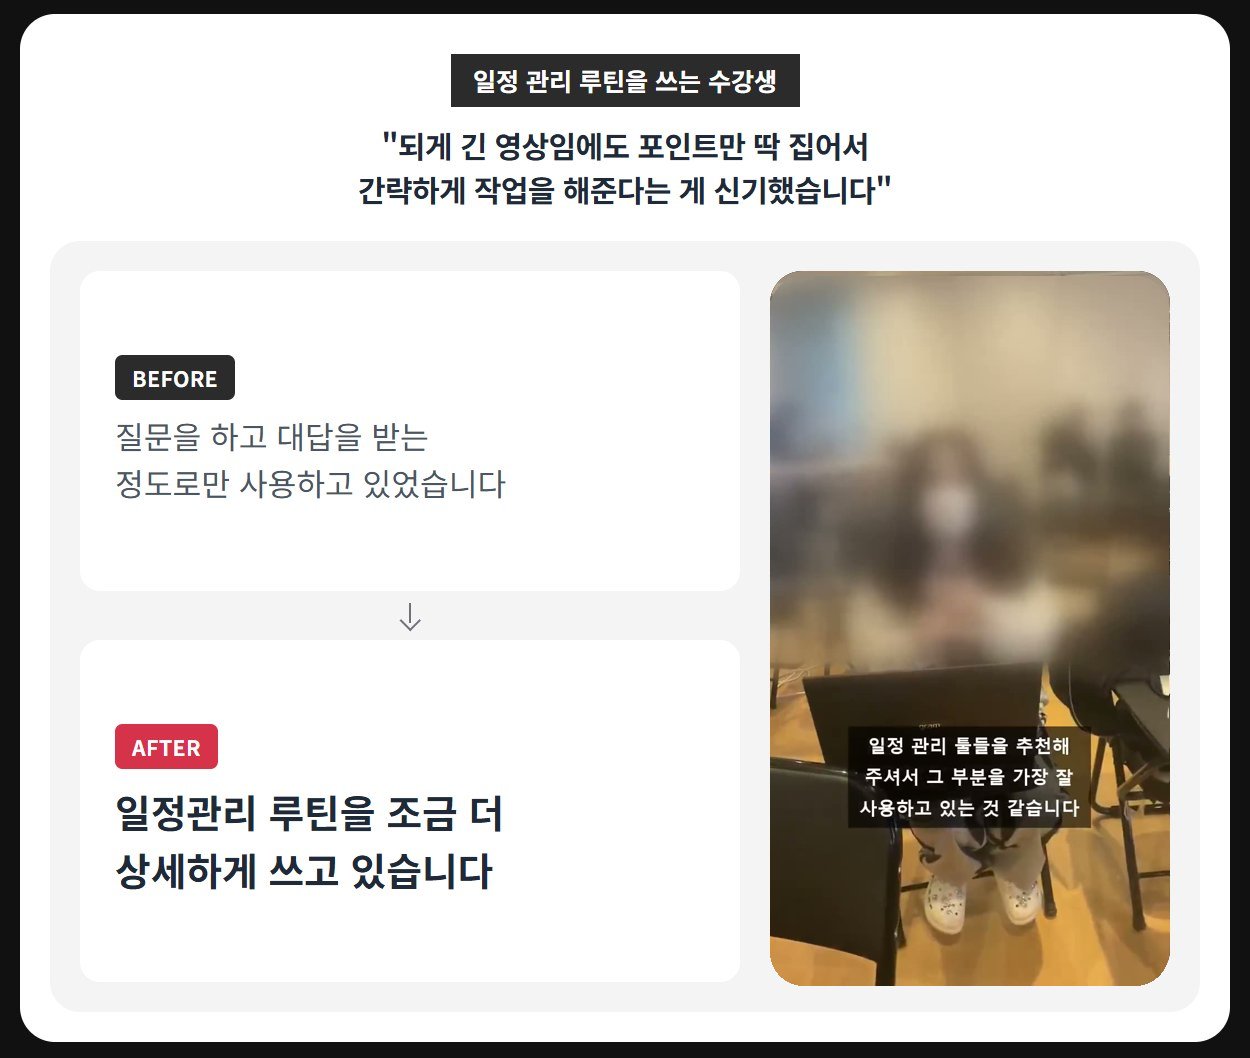 일정 관리 루틴을 쓰는 수강생
"되게 긴 영상임에도 포인트만 딱 집어서
간략하게 작업을 해준다는 게 신기했습니다"
BEFORE
질문을 하고 대답을 받는
정도로만 사용하고 있었습니다
AFTER
일정관리 루틴을 조금 더
상세하게 쓰고 있습니다
gram
일정 관리 툴들을 추천해
주셔서 그 부분을 가장 잘
사용하고 있는 것 같습니다